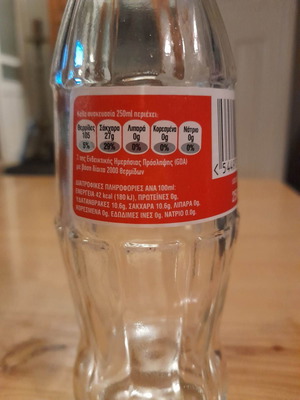 Κάθε συσκευασία 250ml περιέχει:
Θερμίδες Σάκχαρα Λιπαρά Κορεσμένα Νάτριο
105 27g 0g 0g 0g
5% 29% 0% 0% 0%
Σ της Ενδεικτικής Ημερήσιας Πρόσληψης (GDA)
με βάση δίαιτα 2000 θερμίδων
ΔΙΑΤΡΟΦΙΚΕΣ ΠΛΗΡΟΦΟΡΙΕΣ ΑΝΑ 100ml:
ΕΝΕΡΓΕΙΑ 42 kcal (180 kJ), ΠΡΩΤΕΪΝΕΣ 0g,
ΥΔΑΤΑΝΘΡΑΚΕΣ 10.6g, ΣΑΚΧΑΡΑ 10.6g, ΛΙΠΑΡΑ 0g,
ΚΟΡΕΣΜΕΝΑ 0g, ΕΔΩΔΙΜΕΣ ΙΝΕΣ 0g, ΝΑΤΡΙΟ 0.0g.